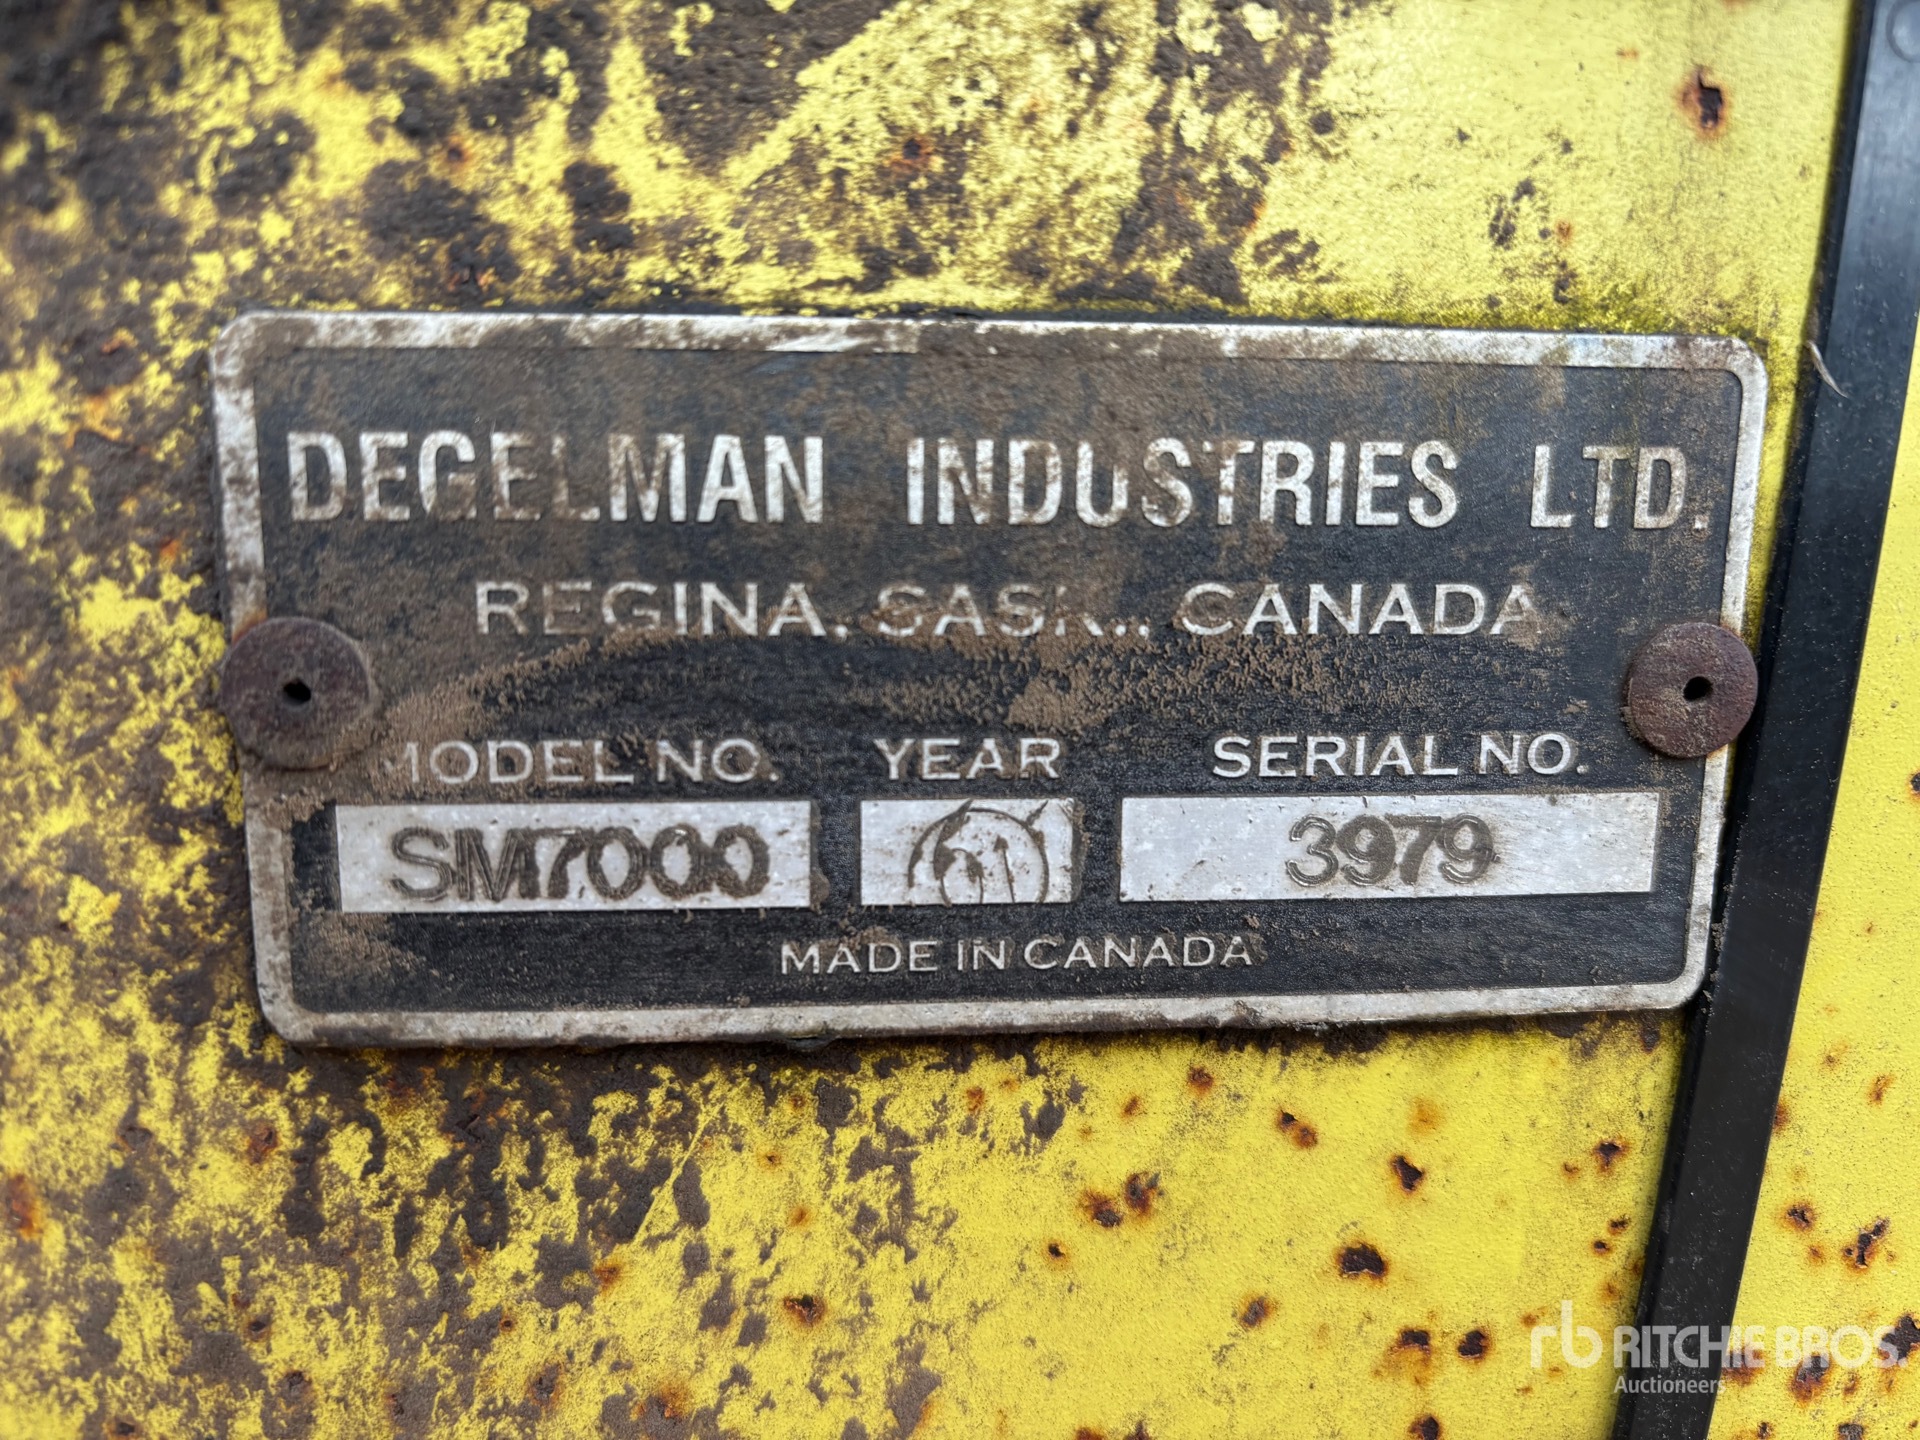 DEGELMAN INDUSTRIES LTD.
REGINA, SASK., CANADA
MODEL NO. YEAR SERIAL NO.
SM7000 3979
MADE IN CANADA
rb RITCHIE BROS.
Auctioneers